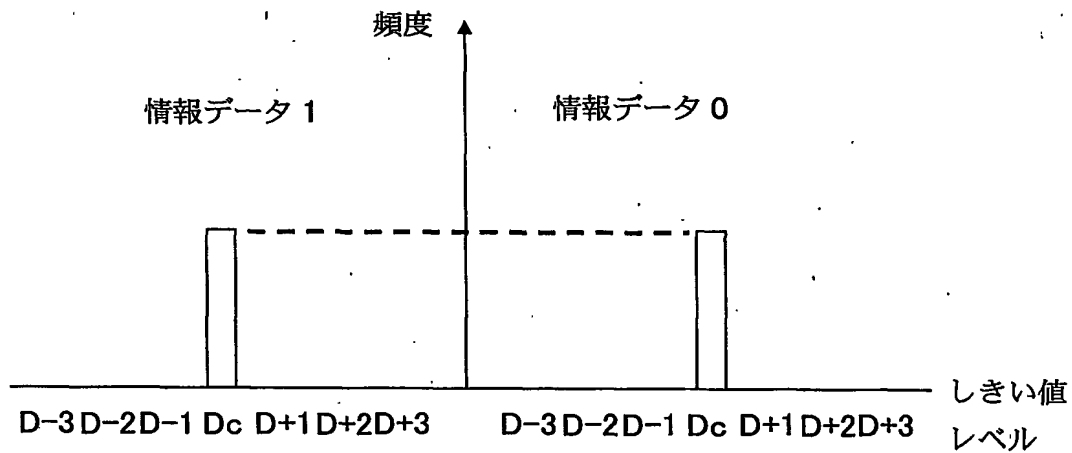 頻度
情報データ 1
情報データ 0
D-3 D-2 D-1 Dc D+1 D+2 D+3
D-3 D-2 D-1 Dc D+1 D+2 D+3
しきい値
レベル